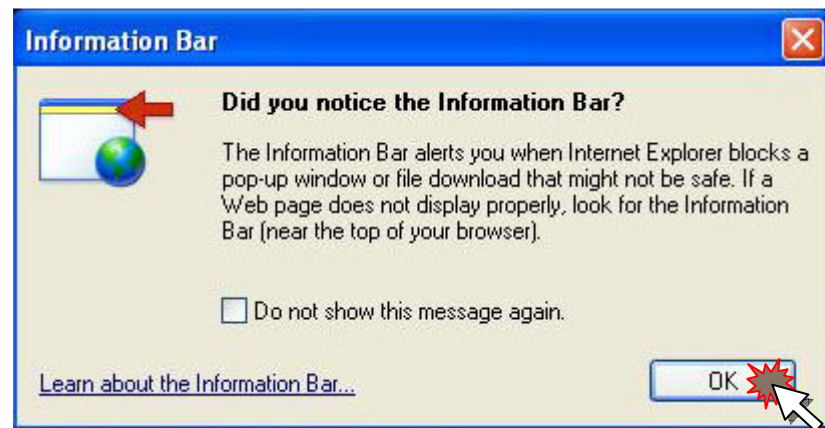 Information Bar
Did you notice the Information Bar?
The Information Bar alerts you when Internet Explorer blocks a
pop-up window or file download that might not be safe. If a
Web page does not display properly, look for the Information
Bar (near the top of your browser).
Do not show this message again.
Learn about the Information Bar...
OK